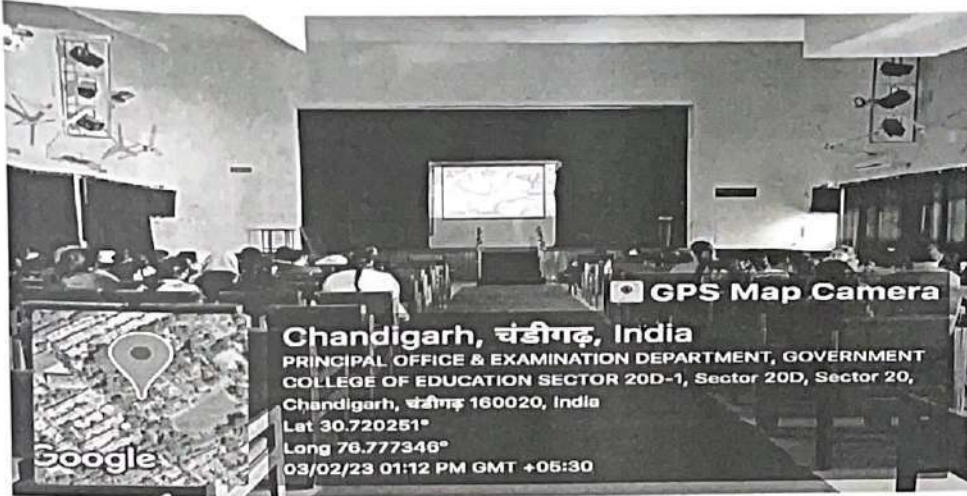 GPS Map Camera
Chandigarh, चंडीगढ़, India
PRINCIPAL OFFICE & EXAMINATION DEPARTMENT, GOVERNMENT
COLLEGE OF EDUCATION SECTOR 20D-1, Sector 20D, Sector 20,
Chandigarh, चंडीगढ़ 160020, India
Lat 30.720251°
Long 76.777346°
03/02/23 01:12 PM GMT +05:30
Google